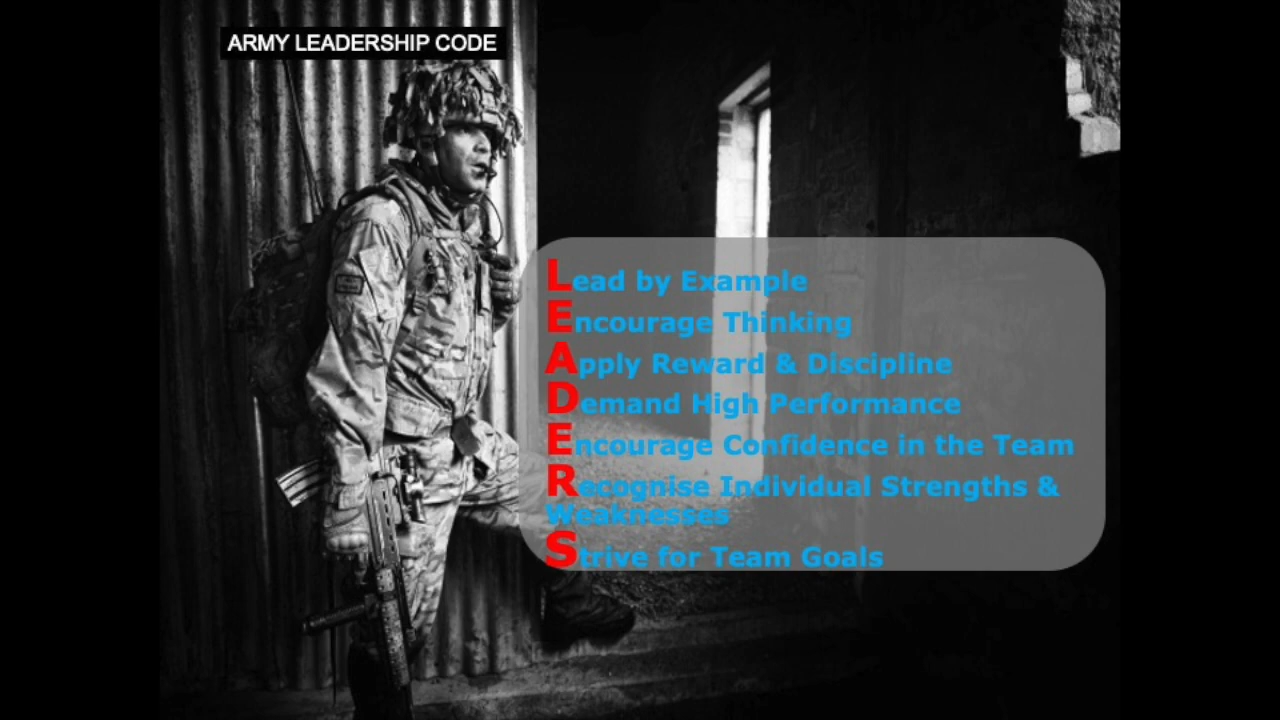 ARMY LEADERSHIP CODE
Lead by Example
Encourage Thinking
Apply Reward & Discipline
Demand High Performance
Encourage Confidence in the Team
Recognise Individual Strengths &
Weaknesses
Strive for Team Goals